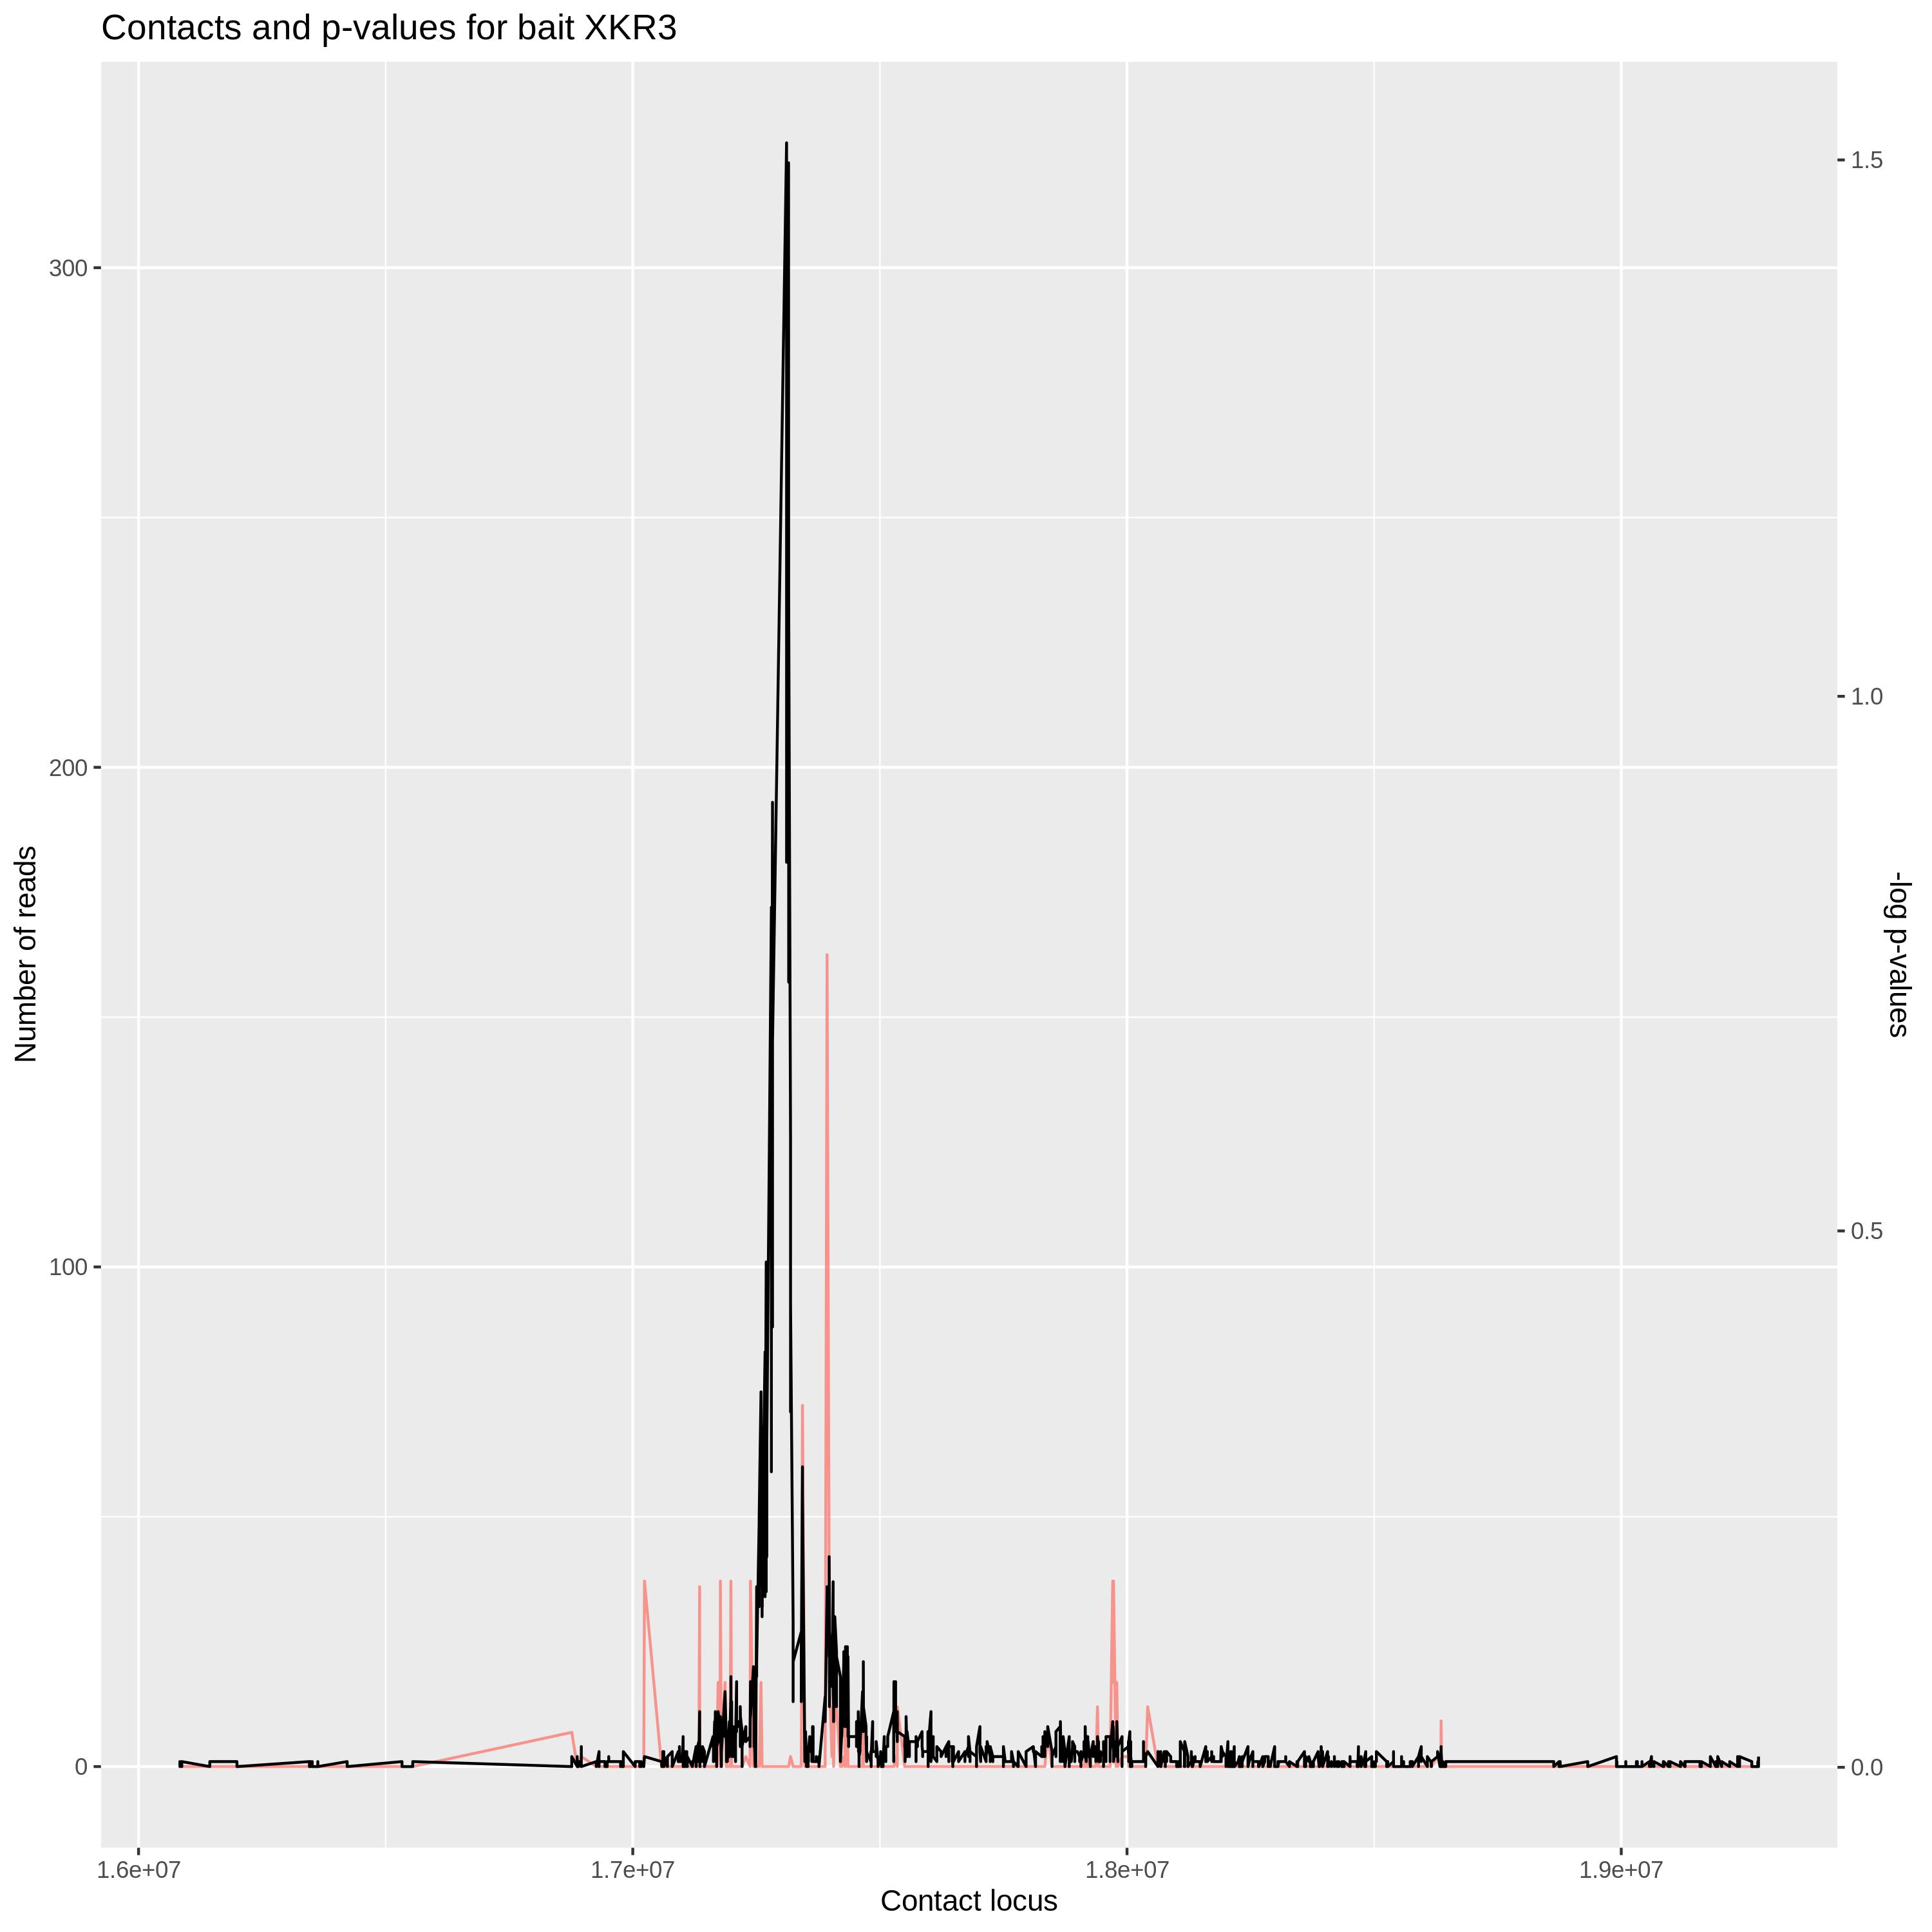 Contacts and p-values for bait XKR3
300
200
100
0
Number of reads
1.5
1.0
0.5
0.0
-log p-values
1.6e+07
1.7e+07
1.8e+07
1.9e+07
Contact locus